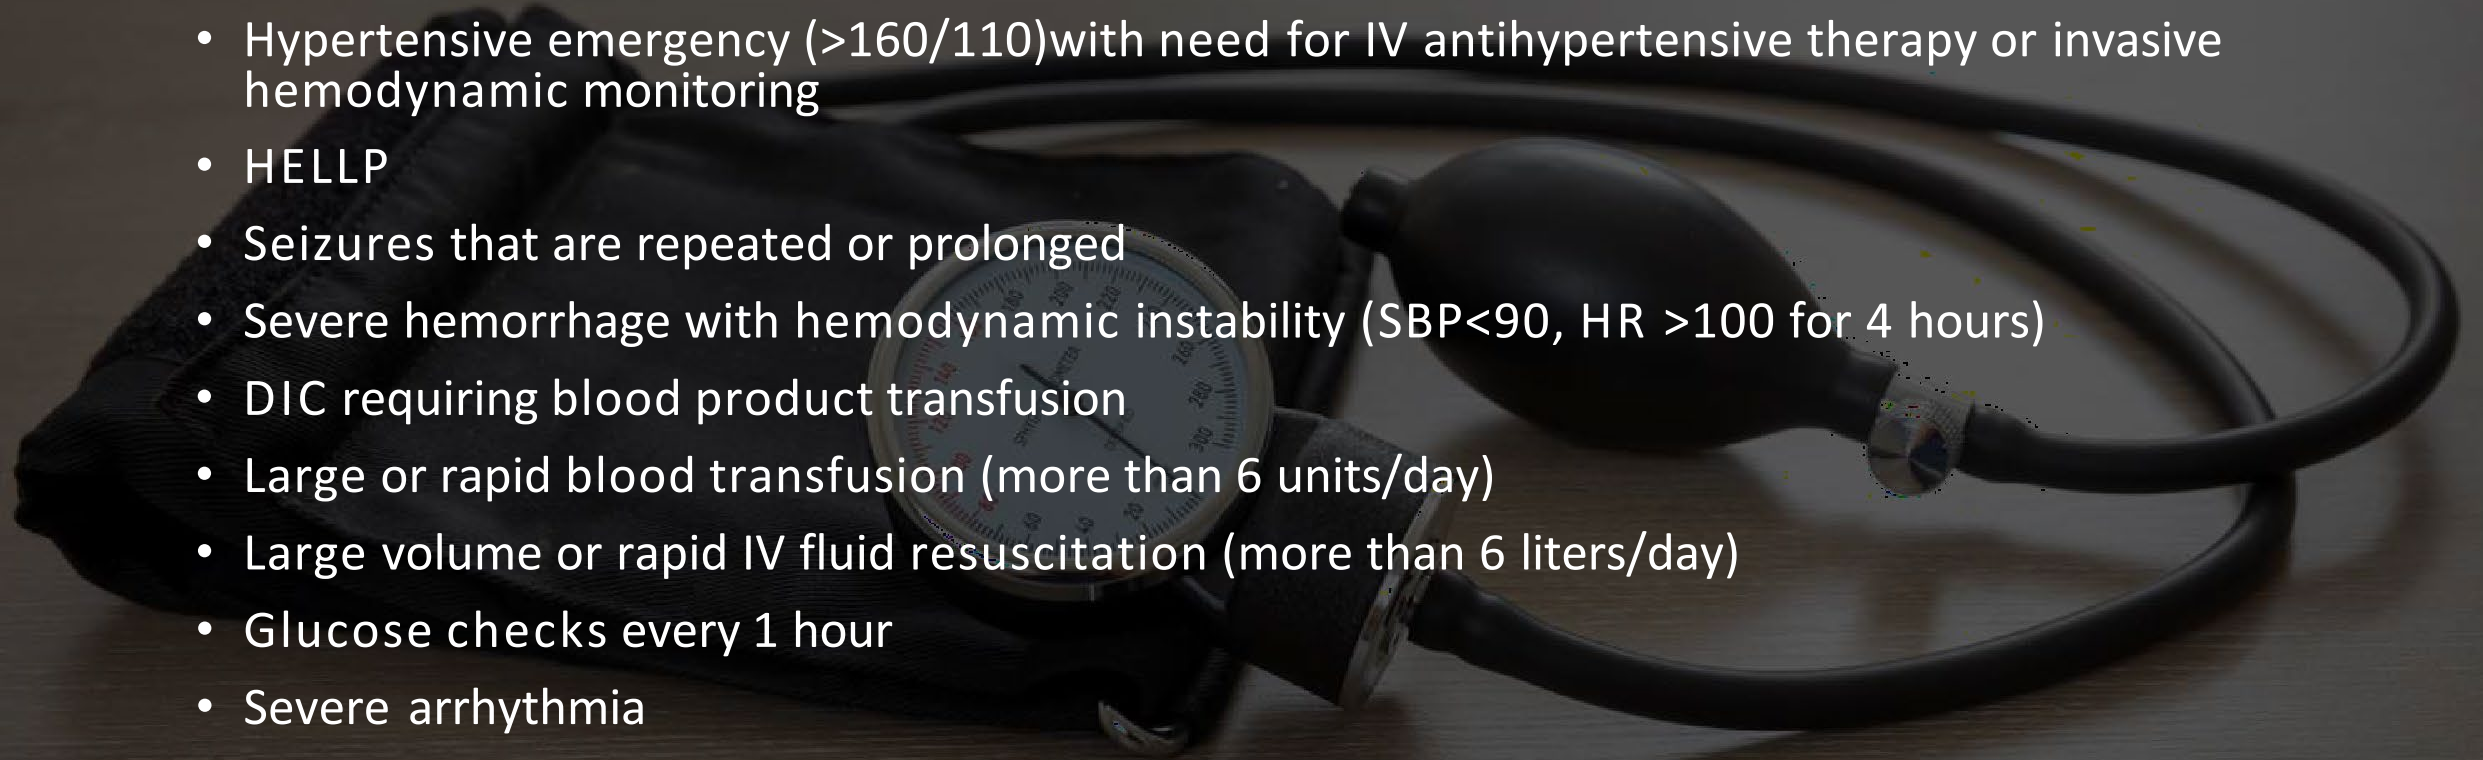 • Hypertensive emergency (>160/110)with need for IV antihypertensive therapy or invasive
hemodynamic monitoring
• HELLP
• Seizures that are repeated or prolonged
• Severe hemorrhage with hemodynamic instability (SBP<90, HR >100 for 4 hours)
• DIC requiring blood product transfusion
• Large or rapid blood transfusion (more than 6 units/day)
• Large volume or rapid IV fluid resuscitation (more than 6 liters/day)
• Glucose checks every 1 hour
• Severe arrhythmia